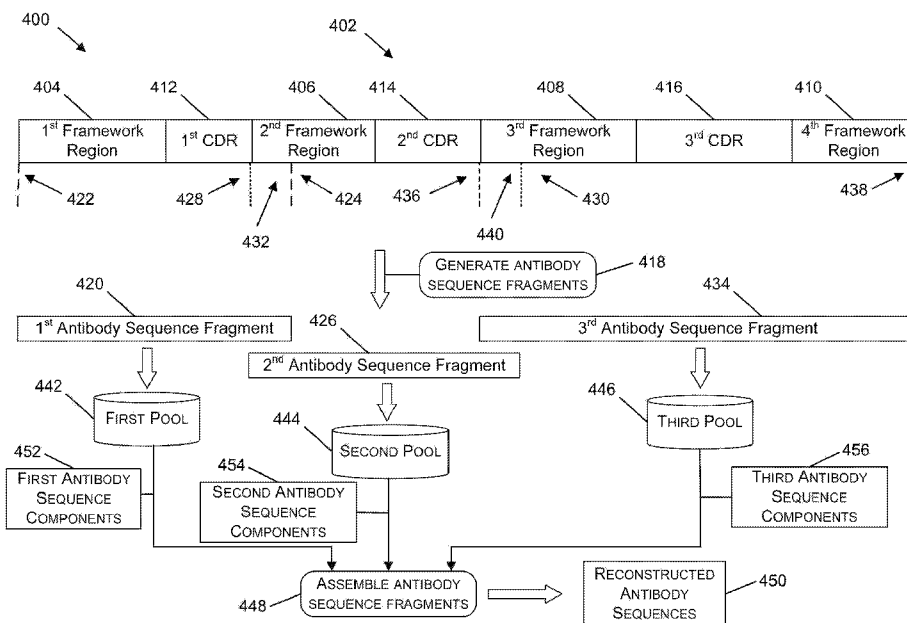 400
402
404
412
406
414
408
416
410
1st Framework Region
1st CDR
2nd Framework Region
2nd CDR
3rd Framework Region
3rd CDR
4th Framework Region
422
428
432
424
436
440
430
438
GENERATE ANTIBODY
SEQUENCE FRAGMENTS
418
420
426
434
1st Antibody Sequence Fragment
2nd Antibody Sequence Fragment
3rd Antibody Sequence Fragment
442
FIRST POOL
444
SECOND POOL
446
THIRD POOL
452
FIRST ANTIBODY
SEQUENCE
COMPONENTS
454
SECOND ANTIBODY
SEQUENCE
COMPONENTS
456
THIRD ANTIBODY
SEQUENCE
COMPONENTS
448
ASSEMBLE ANTIBODY
SEQUENCE FRAGMENTS
RECONSTRUCTED
ANTIBODY
SEQUENCES
450